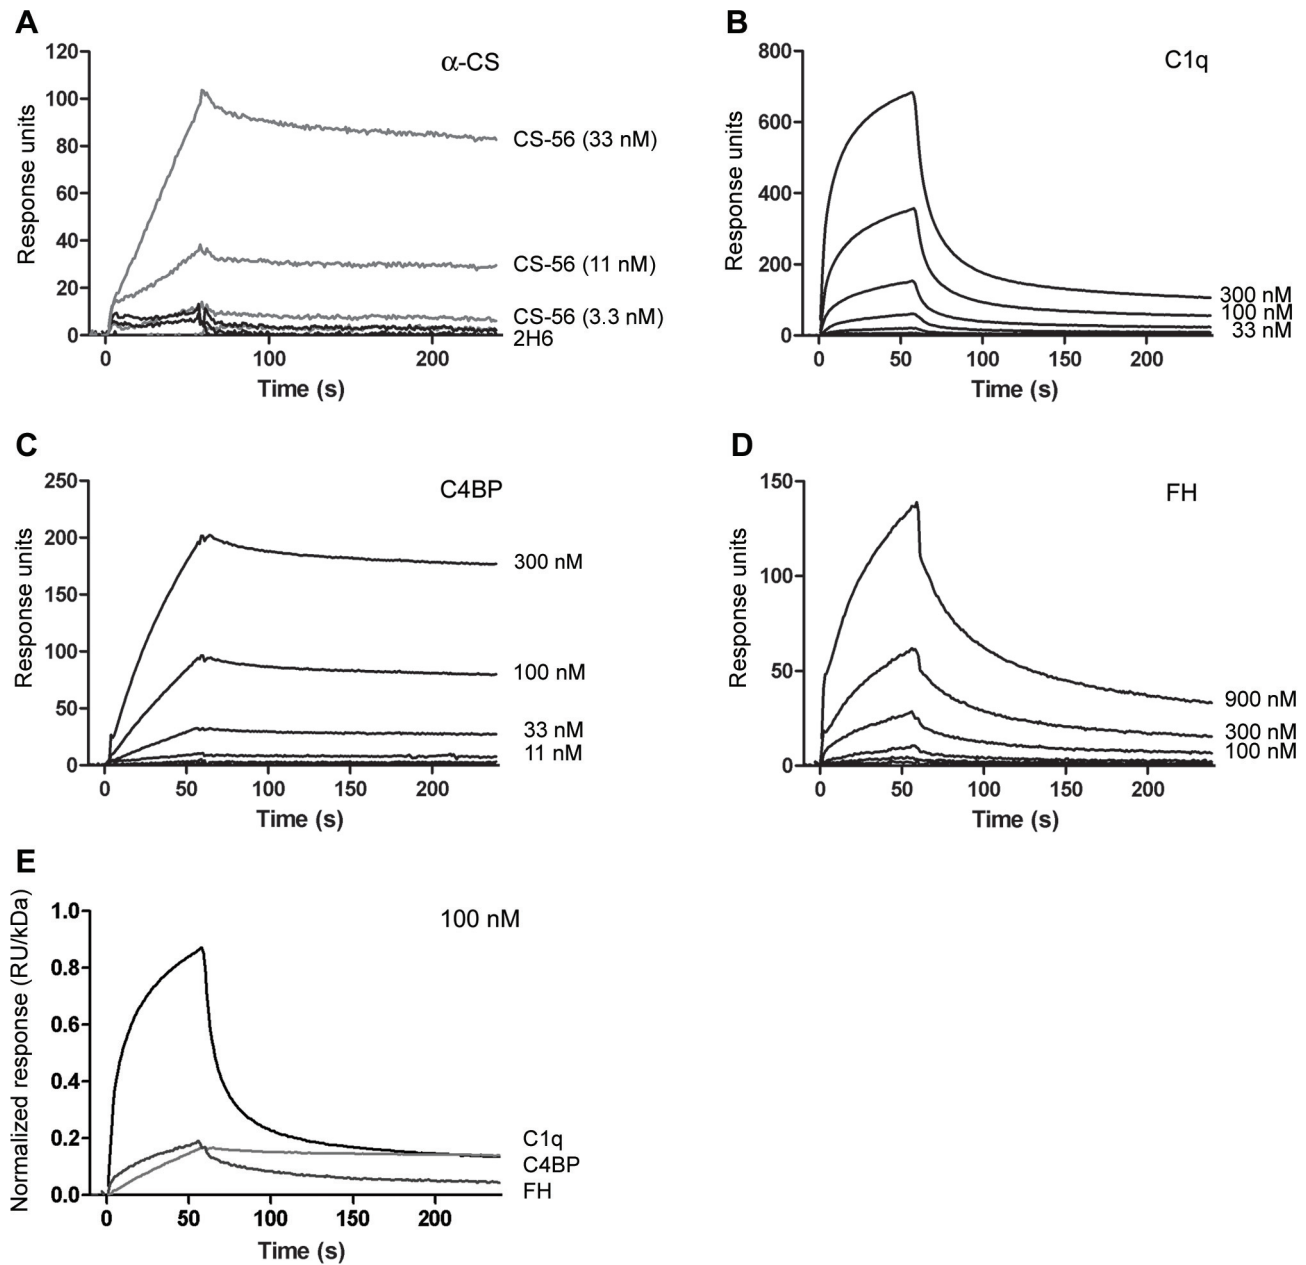 A
α-CS
120
100
80
60
40
20
0
Response units
CS-56 (33 nM)
CS-56 (11 nM)
CS-56 (3.3 nM)
2H6
0 100 200
Time (s)
B
C1q
800
600
400
200
0
Response units
300 nM
100 nM
33 nM
0 50 100 150 200
Time (s)
C
C4BP
250
200
150
100
50
0
Response units
300 nM
100 nM
33 nM
11 nM
0 50 100 150 200
Time (s)
D
FH
150
100
50
0
Response units
900 nM
300 nM
100 nM
0 50 100 150 200
Time (s)
E
100 nM
1.0
0.8
0.6
0.4
0.2
0.0
Normalized response (RU/kDa)
C1q
C4BP
FH
0 50 100 150 200
Time (s)